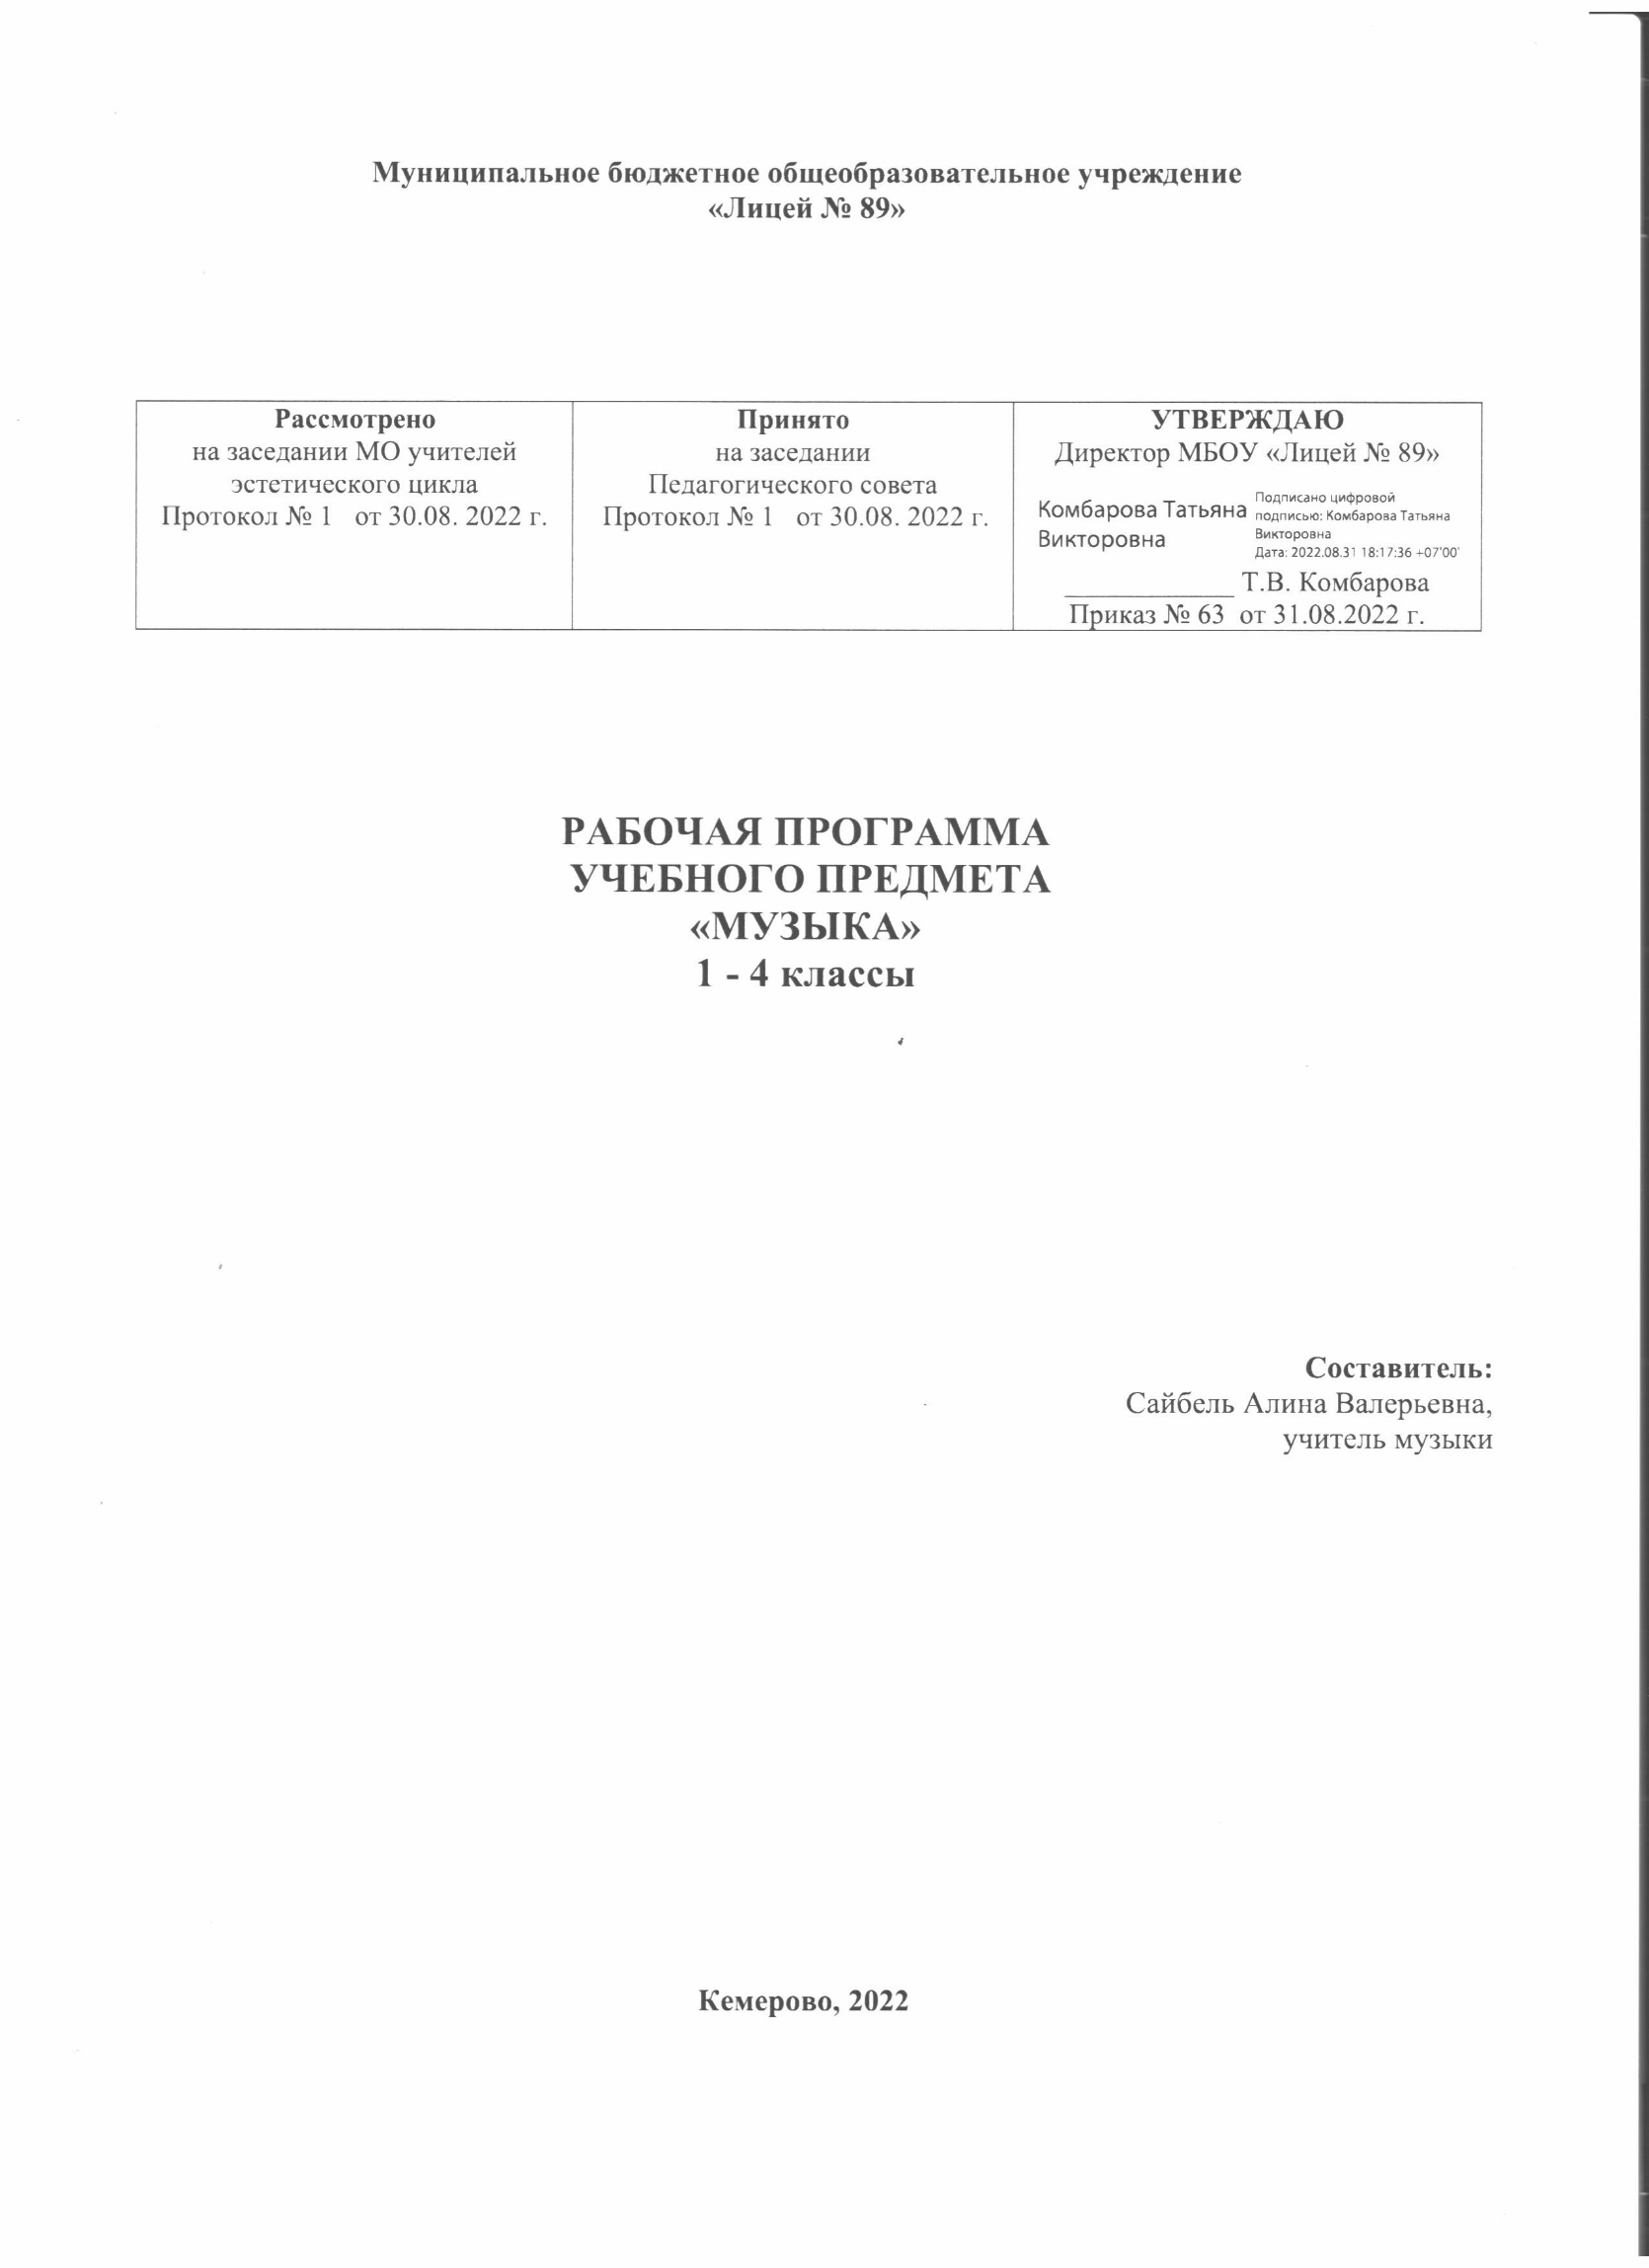 Муниципальное бюджетное общеобразовательное учреждение
«Лицей № 89»
Рассмотрено
на заседании МО учителей
эстетического цикла
Протокол № 1 от 30.08. 2022 г.
Принято
на заседании
Педагогического совета
Протокол № 1 от 30.08. 2022 г.
УТВЕРЖДАЮ
Директор МБОУ «Лицей № 89»
Комбарова Татьяна
Викторовна
Подписано цифровой
подписью: Комбарова Татьяна
Викторовна
Дата: 2022.08.31 18:17:36 +07'00'
____________ Т.В. Комбарова
Приказ № 63 от 31.08.2022 г.
РАБОЧАЯ ПРОГРАММА
УЧЕБНОГО ПРЕДМЕТА
«МУЗЫКА»
1 - 4 классы
Составитель:
Сайбель Алина Валерьевна,
учитель музыки
Кемерово, 2022